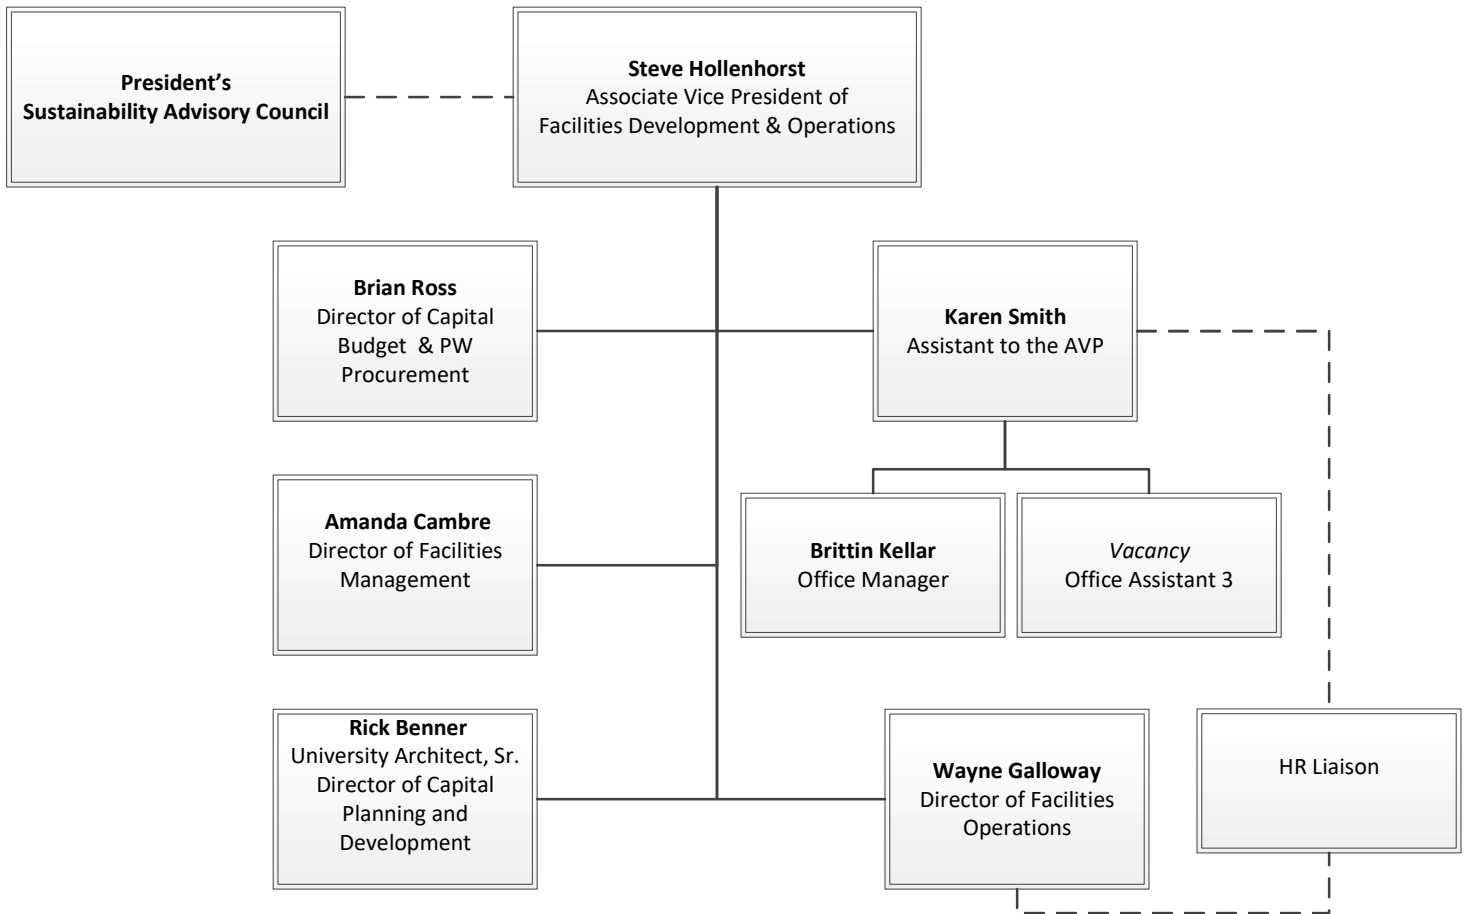 President’s
Sustainability Advisory Council
Steve Hollenhorst
Associate Vice President of
Facilities Development & Operations
Brian Ross
Director of Capital
Budget & PW
Procurement
Karen Smith
Assistant to the AVP
Amanda Cambre
Director of Facilities
Management
Brittin Kellar
Office Manager
Vacancy
Office Assistant 3
Rick Benner
University Architect, Sr.
Director of Capital
Planning and
Development
Wayne Galloway
Director of Facilities
Operations
HR Liaison